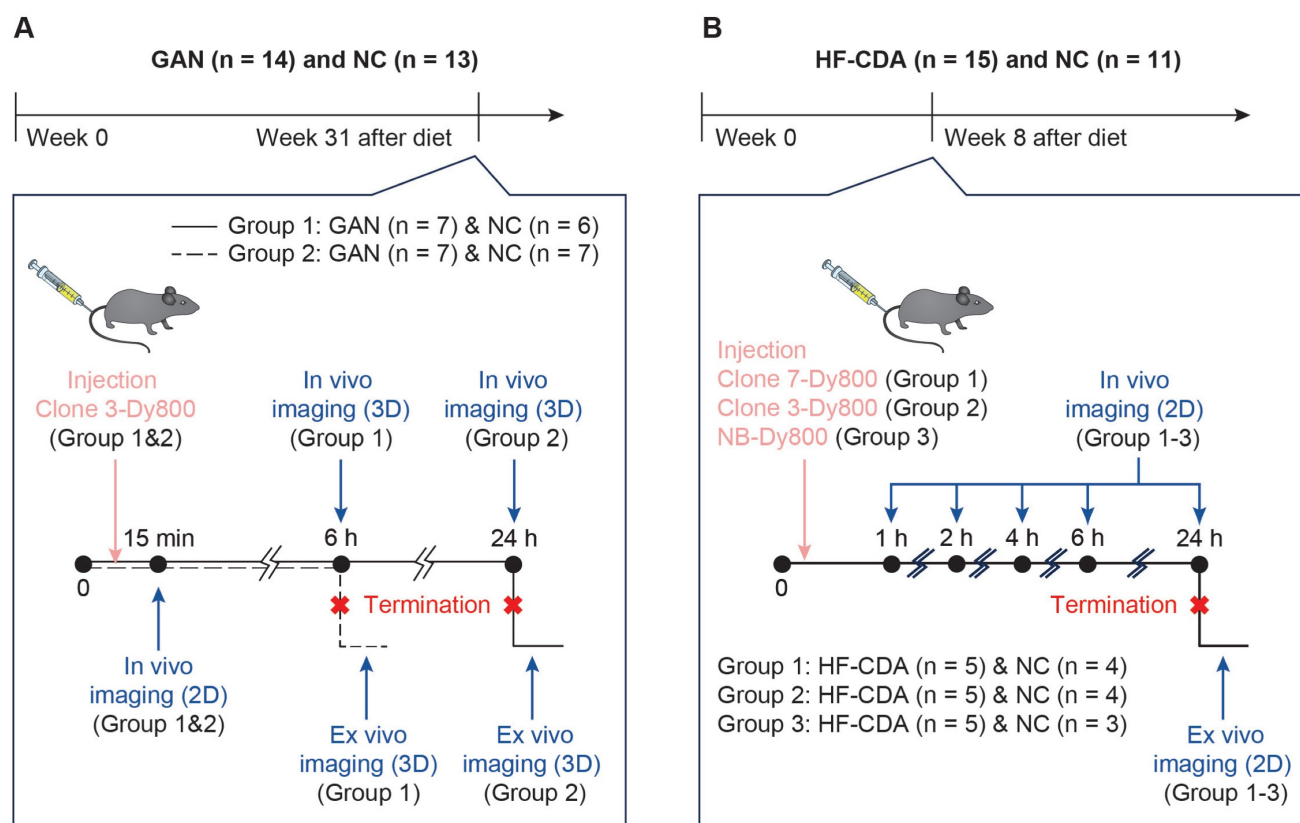 A
GAN (n = 14) and NC (n = 13)
Week 0
Week 31 after diet
Group 1: GAN (n = 7) & NC (n = 6)
Group 2: GAN (n = 7) & NC (n = 7)
Injection
Clone 3-Dy800
(Group 1&2)
In vivo
imaging (3D)
(Group 1)
In vivo
imaging (3D)
(Group 2)
15 min
6 h
24 h
0
Termination
In vivo
imaging (2D)
(Group 1&2)
Ex vivo
imaging (3D)
(Group 1)
Ex vivo
imaging (3D)
(Group 2)
B
HF-CDA (n = 15) and NC (n = 11)
Week 0
Week 8 after diet
Injection
Clone 7-Dy800 (Group 1)
Clone 3-Dy800 (Group 2)
NB-Dy800 (Group 3)
In vivo
imaging (2D)
(Group 1-3)
1 h
2 h
4 h
6 h
24 h
0
Termination
Group 1: HF-CDA (n = 5) & NC (n = 4)
Group 2: HF-CDA (n = 5) & NC (n = 4)
Group 3: HF-CDA (n = 5) & NC (n = 3)
Ex vivo
imaging (2D)
(Group 1-3)